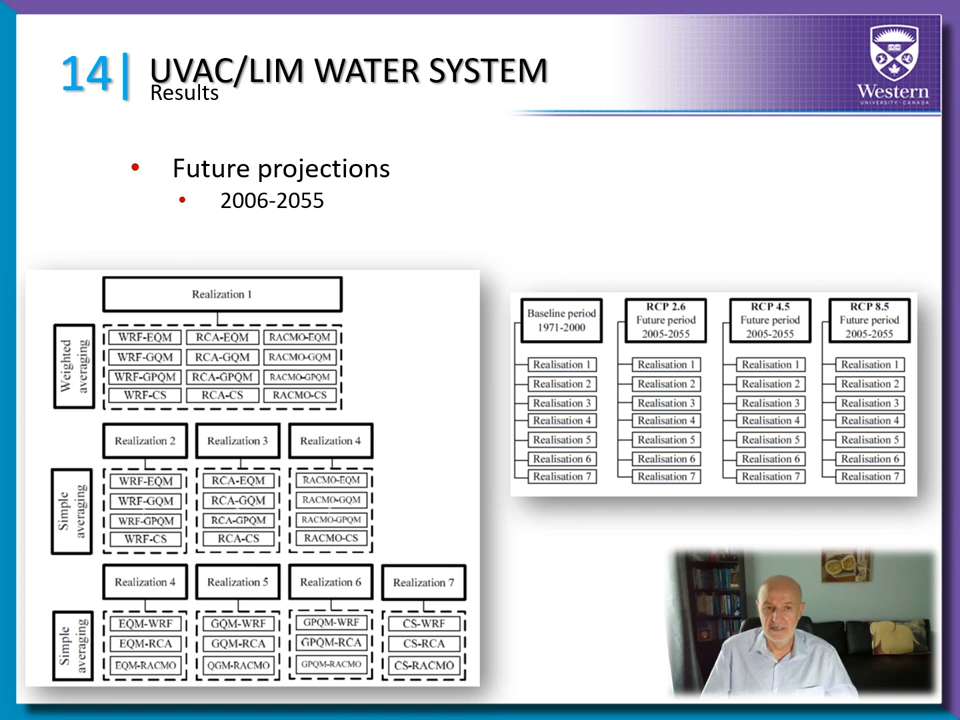 14| UVAC/LIM WATER SYSTEM
Results
Western
UNIVERSITY · CANADA
• Future projections
• 2006-2055
Realization 1
Weighted averaging
WRF-EQM RCA-EQM RACMO-EQM
WRF-GQM RCA-GQM RACMO-GQM
WRF-GPQM RCA-GPQM RACMO-GPQM
WRF-CS RCA-CS RACMO-CS
Realization 2 Realization 3 Realization 4
Simple averaging
WRF-EQM RCA-EQM RACMO-EQM
WRF-GQM RCA-GQM RACMO-GQM
WRF-GPQM RCA-GPQM RACMO-GPQM
WRF-CS RCA-CS RACMO-CS
Realization 4 Realization 5 Realization 6 Realization 7
Simple averaging
EQM-WRF GQM-WRF GPQM-WRF CS-WRF
EQM-RCA GQM-RCA GPQM-RCA CS-RCA
EQM-RACMO QGM-RACMO GPQM-RACMO CS-RACMO
Baseline period RCP 2.6 RCP 4.5 RCP 8.5
1971-2000 Future period Future period Future period
2005-2055 2005-2055 2005-2055
Realisation 1 Realisation 1 Realisation 1 Realisation 1
Realisation 2 Realisation 2 Realisation 2 Realisation 2
Realisation 3 Realisation 3 Realisation 3 Realisation 3
Realisation 4 Realisation 4 Realisation 4 Realisation 4
Realisation 5 Realisation 5 Realisation 5 Realisation 5
Realisation 6 Realisation 6 Realisation 6 Realisation 6
Realisation 7 Realisation 7 Realisation 7 Realisation 7